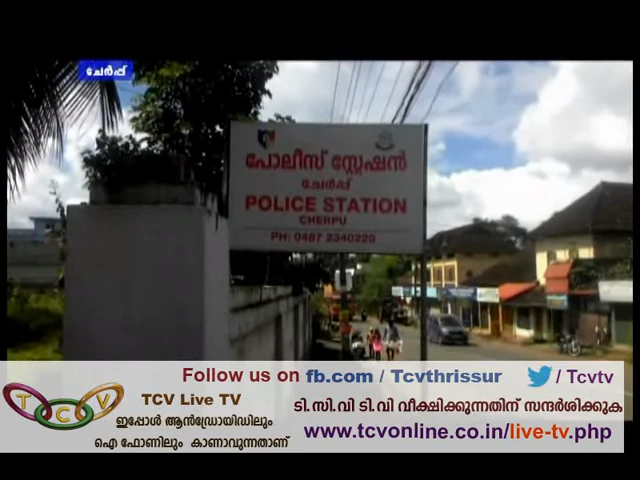 ചേർപ്പ്
പോലീസ് സ്റ്റേഷൻ
ചേർപ്പ്
POLICE STATION
CHERPU
PH: 0487 2340220
Follow us on fb.com / Tcvthrissur / Tcvtv
TCV
TCV Live TV
ഇപ്പോൾ ആൻഡ്രോയിഡിലും
ഐ ഫോണിലും കാണാവുന്നതാണ്
ടി.സി.വി ടി.വി വീക്ഷിക്കുന്നതിന് സന്ദർശിക്കുക
www.tcvonline.co.in/live-tv.php